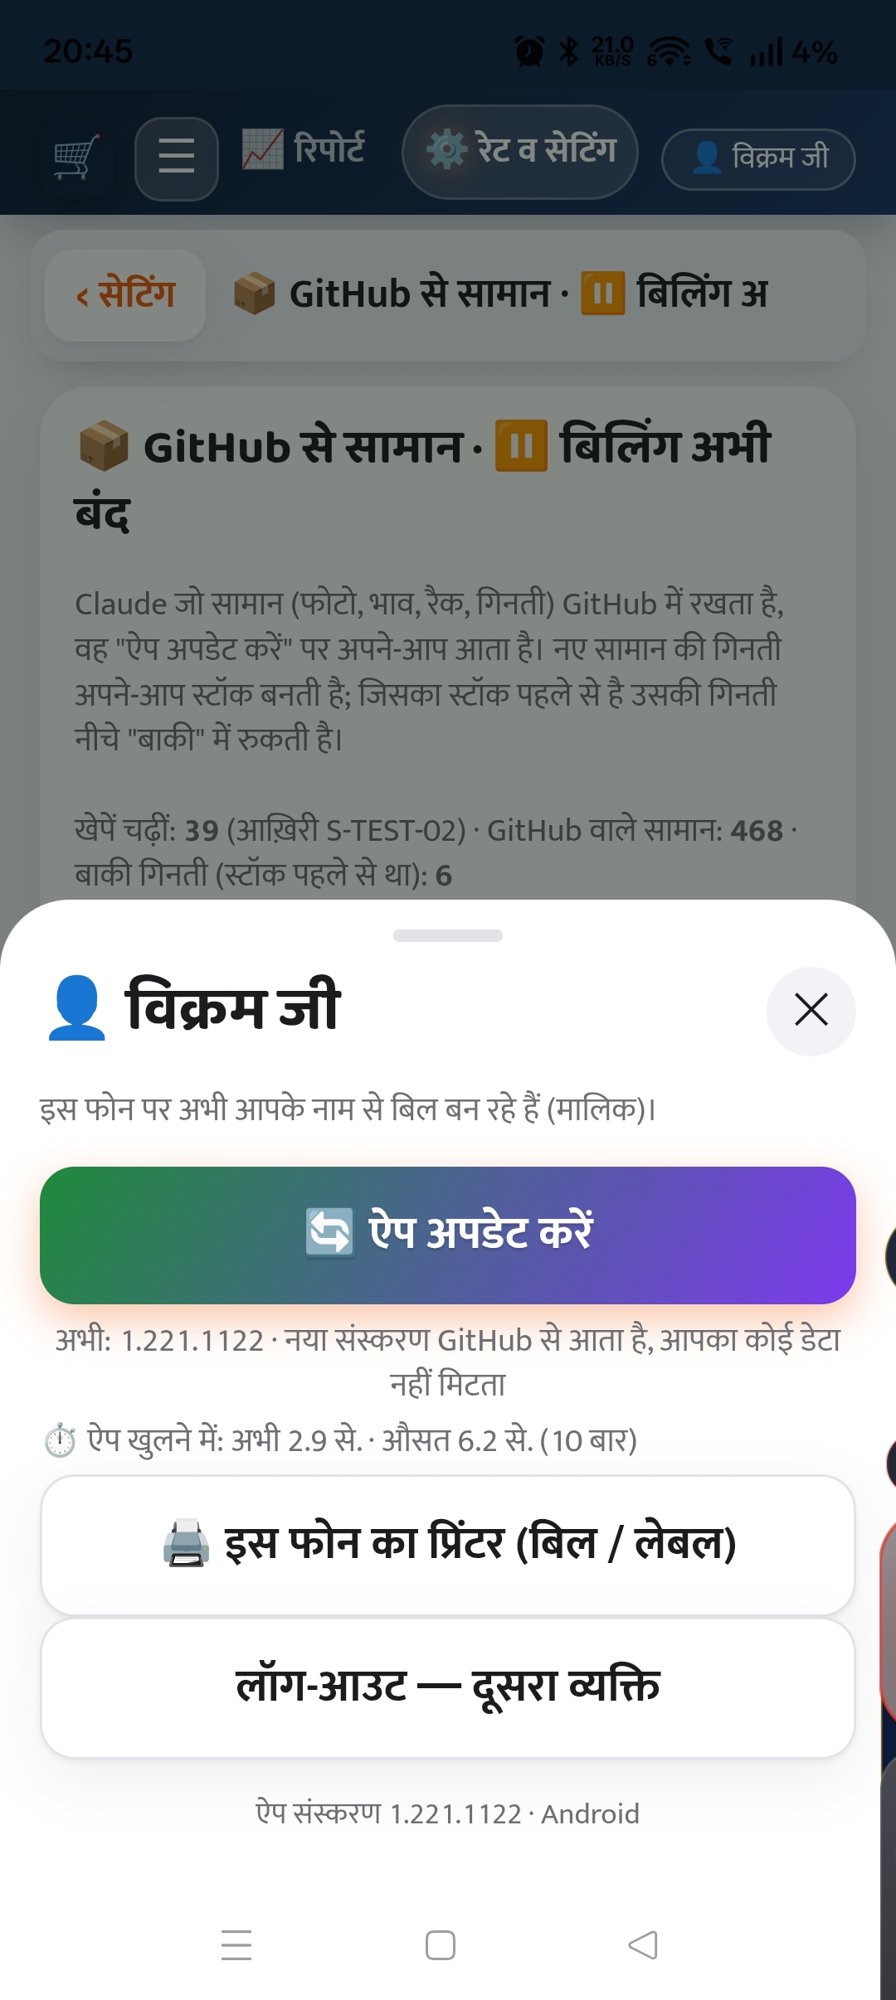 20:45
21.0 KB/S
6
4%
रिपोर्ट
रेट व सेटिंग
विक्रम जी
‹ सेटिंग
GitHub से सामान · बिलिंग अ
GitHub से सामान · बिलिंग अभी
बंद
Claude जो सामान (फोटो, भाव, रैक, गिनती) GitHub में रखता है,
वह "ऐप अपडेट करें" पर अपने-आप आता है। नए सामान की गिनती
अपने-आप स्टॉक बनती है; जिसका स्टॉक पहले से है उसकी गिनती
नीचे "बाकी" में रुकती है।
खेपें चढ़ीं: 39 (आख़िरी S-TEST-02) · GitHub वाले सामान: 468 ·
बाकी गिनती (स्टॉक पहले से था): 6
विक्रम जी
इस फोन पर अभी आपके नाम से बिल बन रहे हैं (मालिक)।
ऐप अपडेट करें
अभी: 1.221.1122 · नया संस्करण GitHub से आता है, आपका कोई डेटा
नहीं मिटता
ऐप खुलने में: अभी 2.9 से. · औसत 6.2 से. (10 बार)
इस फोन का प्रिंटर (बिल / लेबल)
लॉग-आउट — दूसरा व्यक्ति
ऐप संस्करण 1.221.1122 · Android